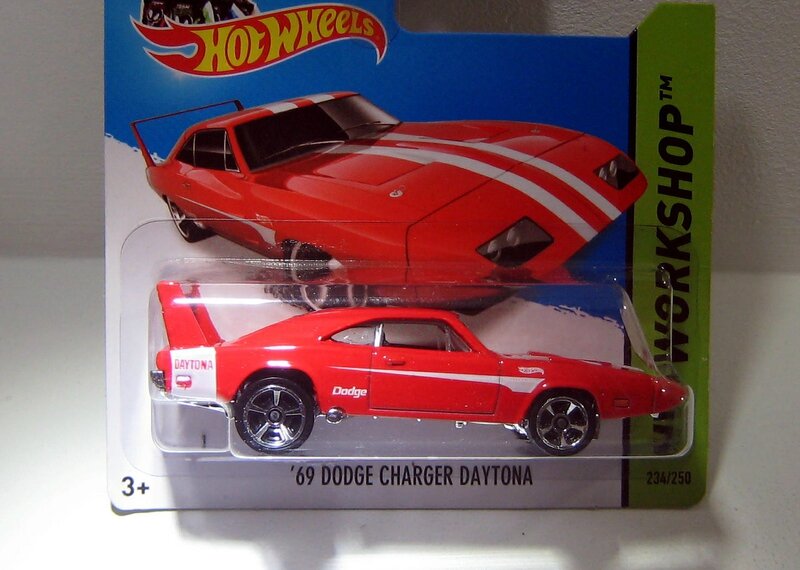 HOT WHEELS
WORKSHOP™
DAYTONA
Dodge
'69 DODGE CHARGER DAYTONA
3+
234/250